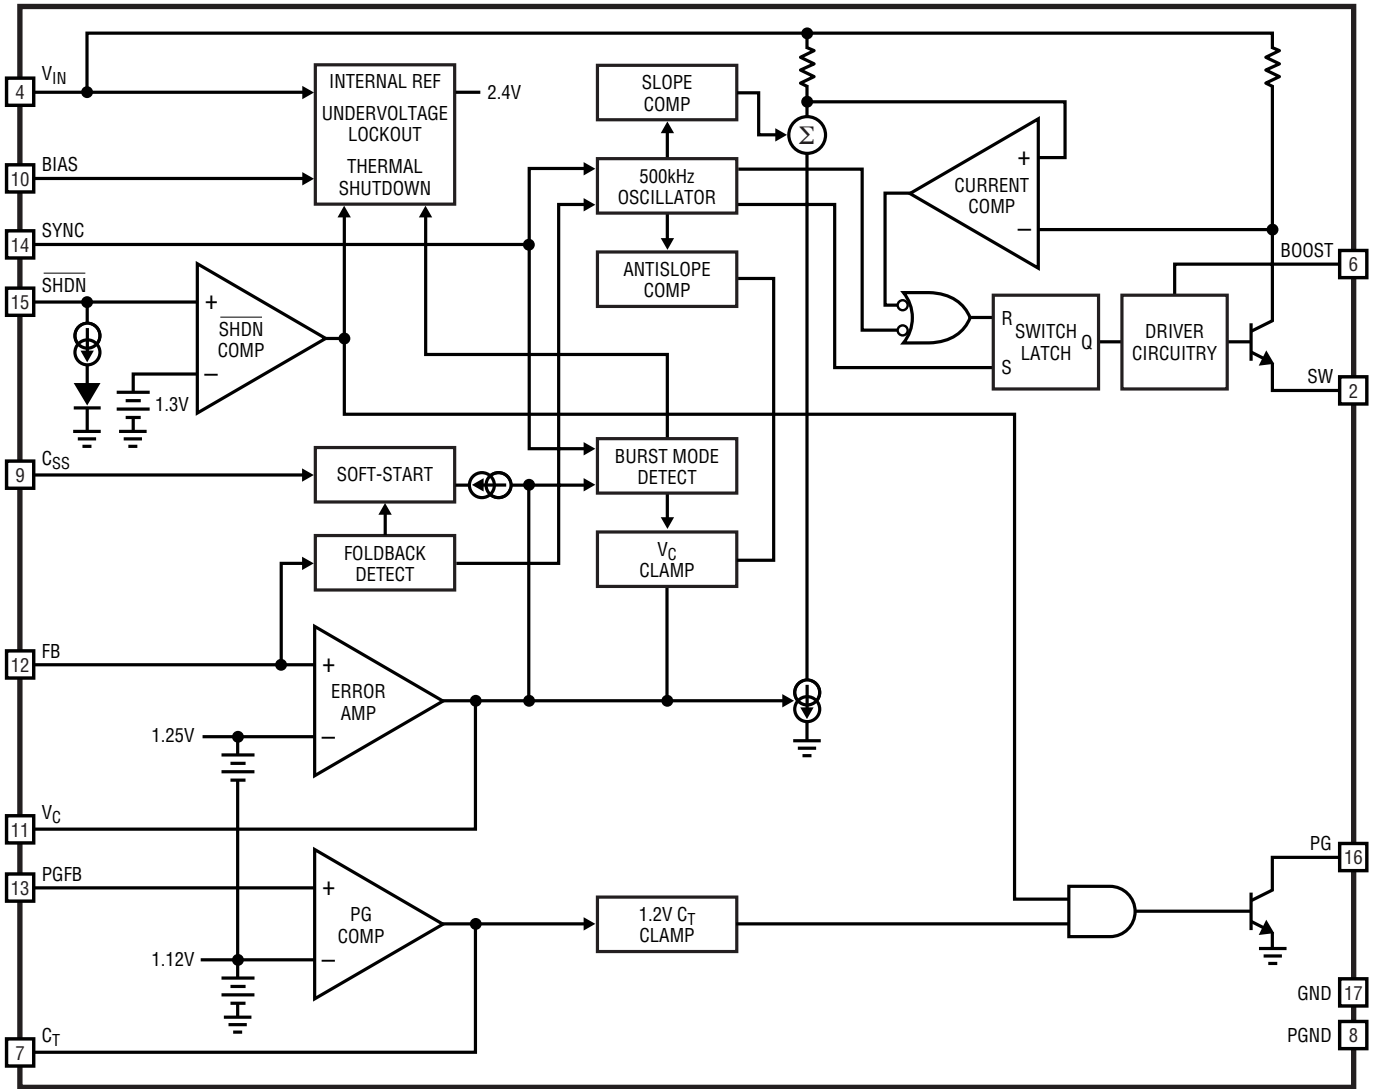 VIN
4
BIAS
10
SYNC
14
SHDN
15
CSS
9
FB
12
VC
11
PGFB
13
CT
7
INTERNAL REF
UNDERVOLTAGE
LOCKOUT
THERMAL
SHUTDOWN
2.4V
+
SHDN
COMP
–
1.3V
SOFT-START
FOLDBACK
DETECT
+
ERROR
AMP
–
1.25V
+
PG
COMP
–
1.12V
SLOPE
COMP
500kHz
OSCILLATOR
ANTISLOPE
COMP
BURST MODE
DETECT
VC
CLAMP
1.2V CT
CLAMP
Σ
+
CURRENT
COMP
–
R
SWITCH
LATCH
Q
S
DRIVER
CIRCUITRY
BOOST
6
SW
2
PG
16
GND
17
PGND
8